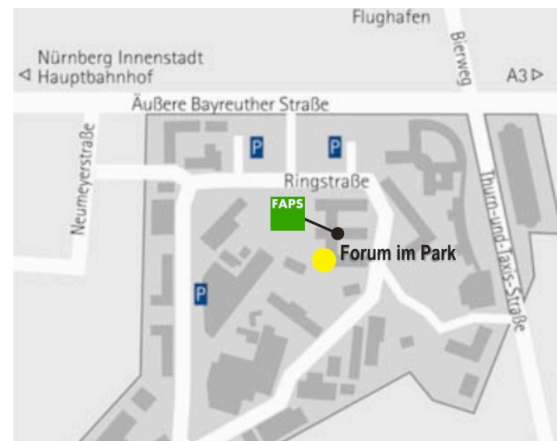 Flughafen
Nürnberg Innenstadt
Hauptbahnhof
Bierweg
A3
Äußere Bayreuther Straße
P
P
Neumeyerstraße
Ringstraße
FAPS
Thurn-und-Taxis-Straße
Forum im Park
P